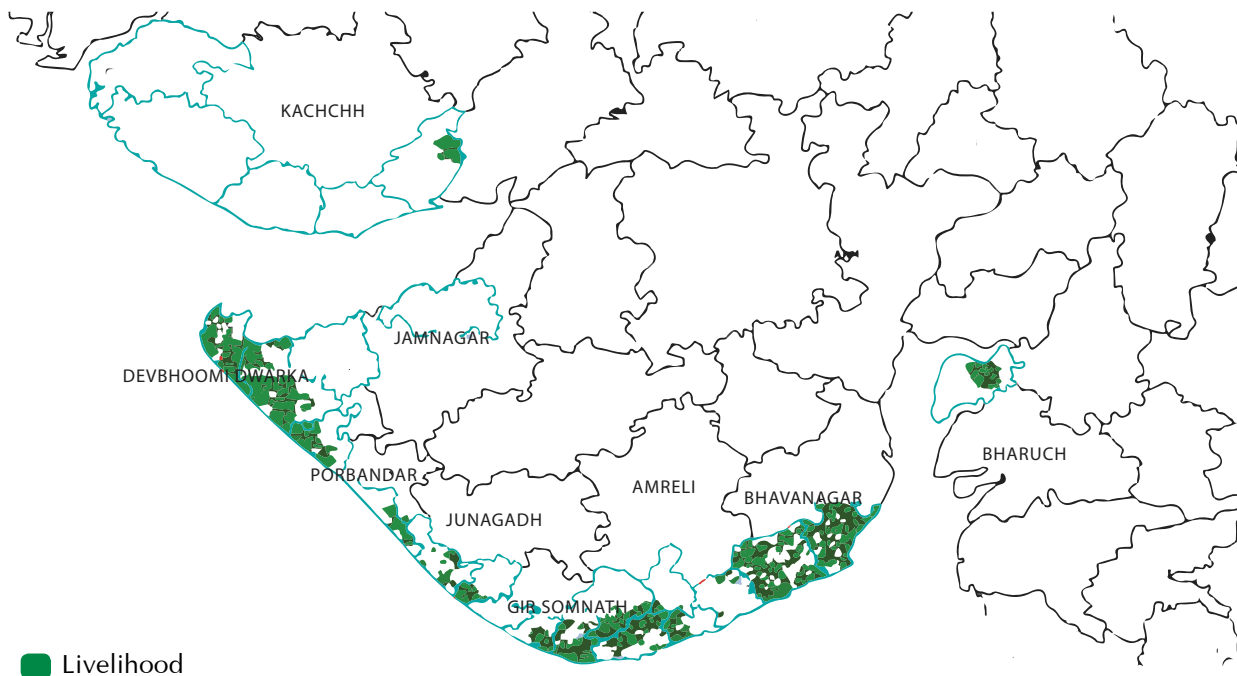 KACHCHH
JAMNAGAR
DEVBHOOMI DWARKA
BHARUCH
PORBANDAR
AMRELI
BHAVANAGAR
JUNAGADH
GIR SOMNATH
Livelihood